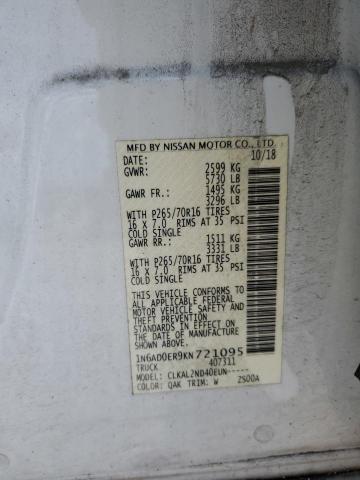 MFD BY NISSAN MOTOR CO., LTD.
DATE: 10/18
GVWR: 2599 KG
5730 LB
GAWR FR.: 1495 KG
3296 LB
WITH P265/70R16 TIRES
16 x 7.0 RIMS AT 35 PSI
COLD SINGLE
GAWR RR.: 1511 KG
3331 LB
WITH P265/70R16 TIRES
16 x 7.0 RIMS AT 35 PSI
COLD SINGLE
THIS VEHICLE CONFORMS TO
ALL APPLICABLE FEDERAL
MOTOR VEHICLE SAFETY
STANDARDS IN EFFECT ON THE
DATE OF MANUFACTURE SHOWN
ABOVE.
1N6AD0ER9KN721095
TRUCK 407311
MODEL: CLKAL2ND40EUN-----
COLOR: QAK TRIM: W ZS00A